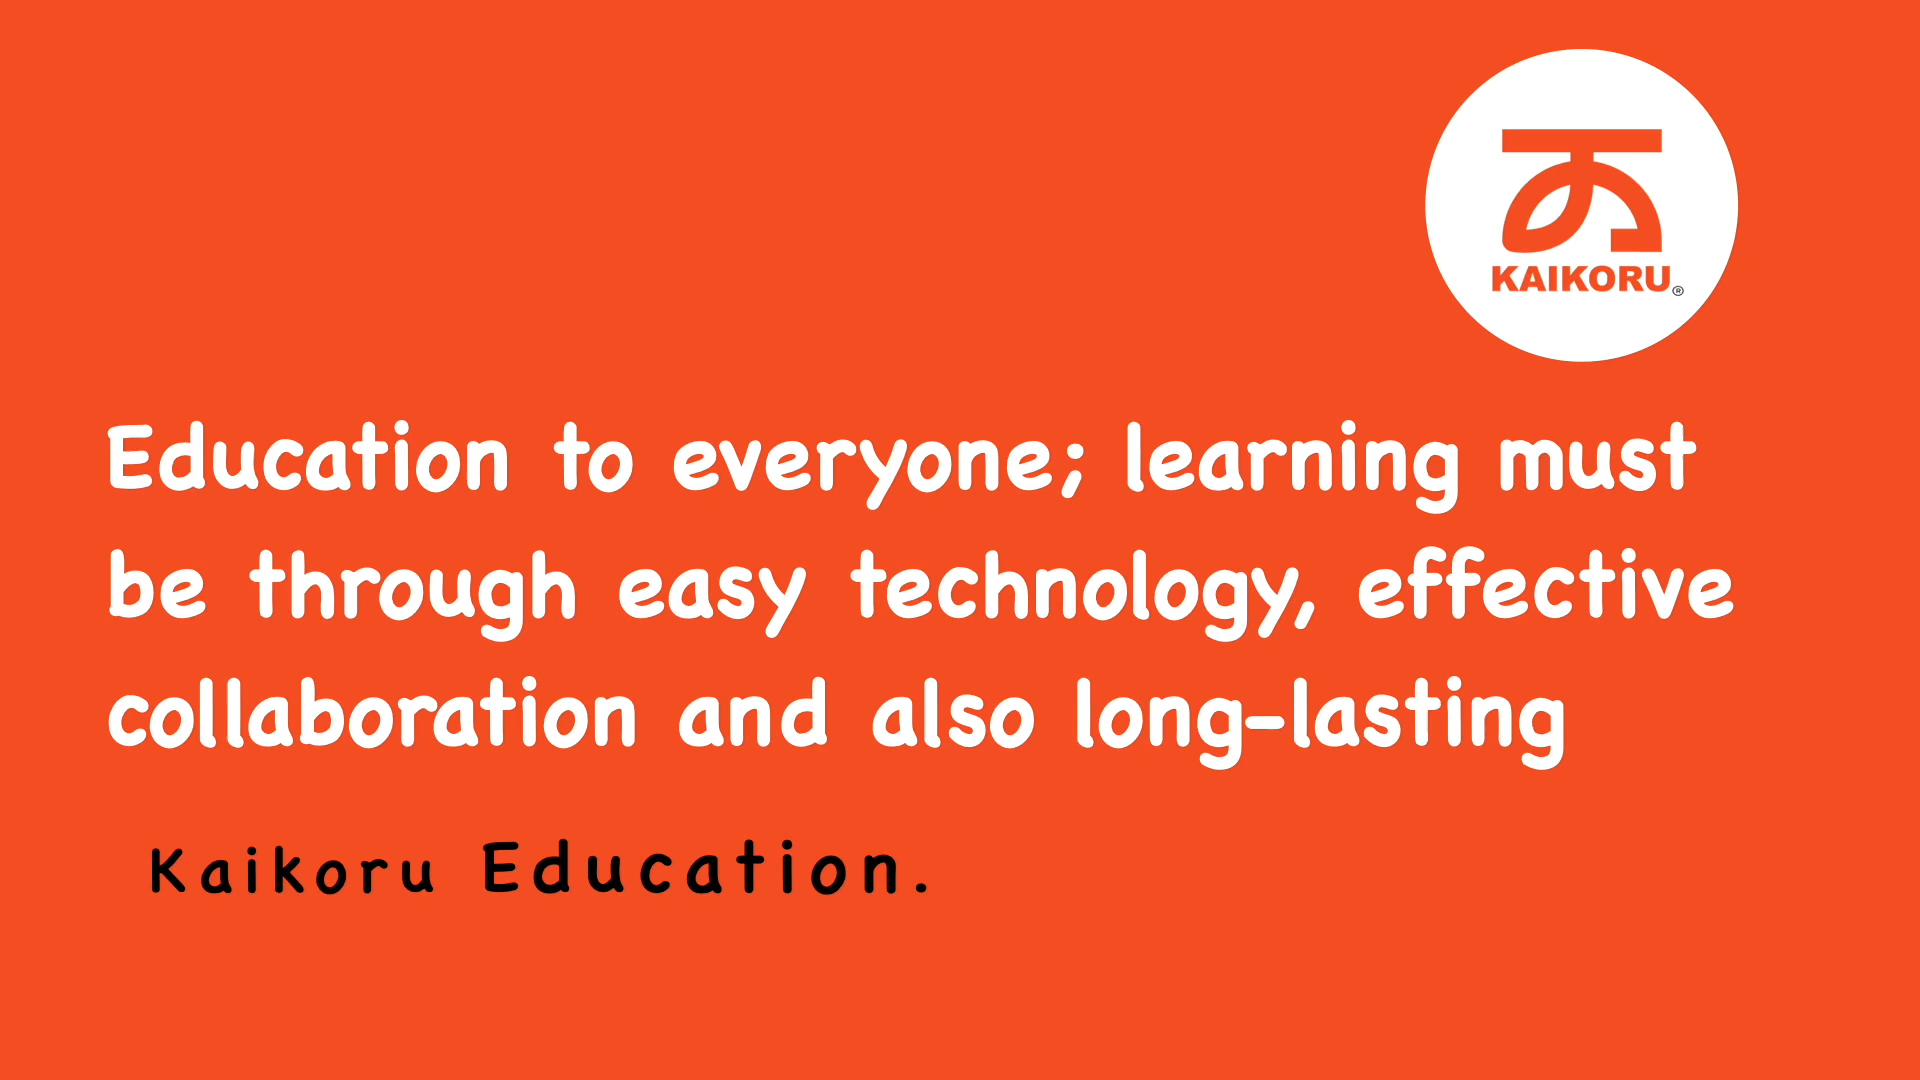 KAIKORU®
Education to everyone; learning must
be through easy technology, effective
collaboration and also long-lasting
Kaikoru Education.